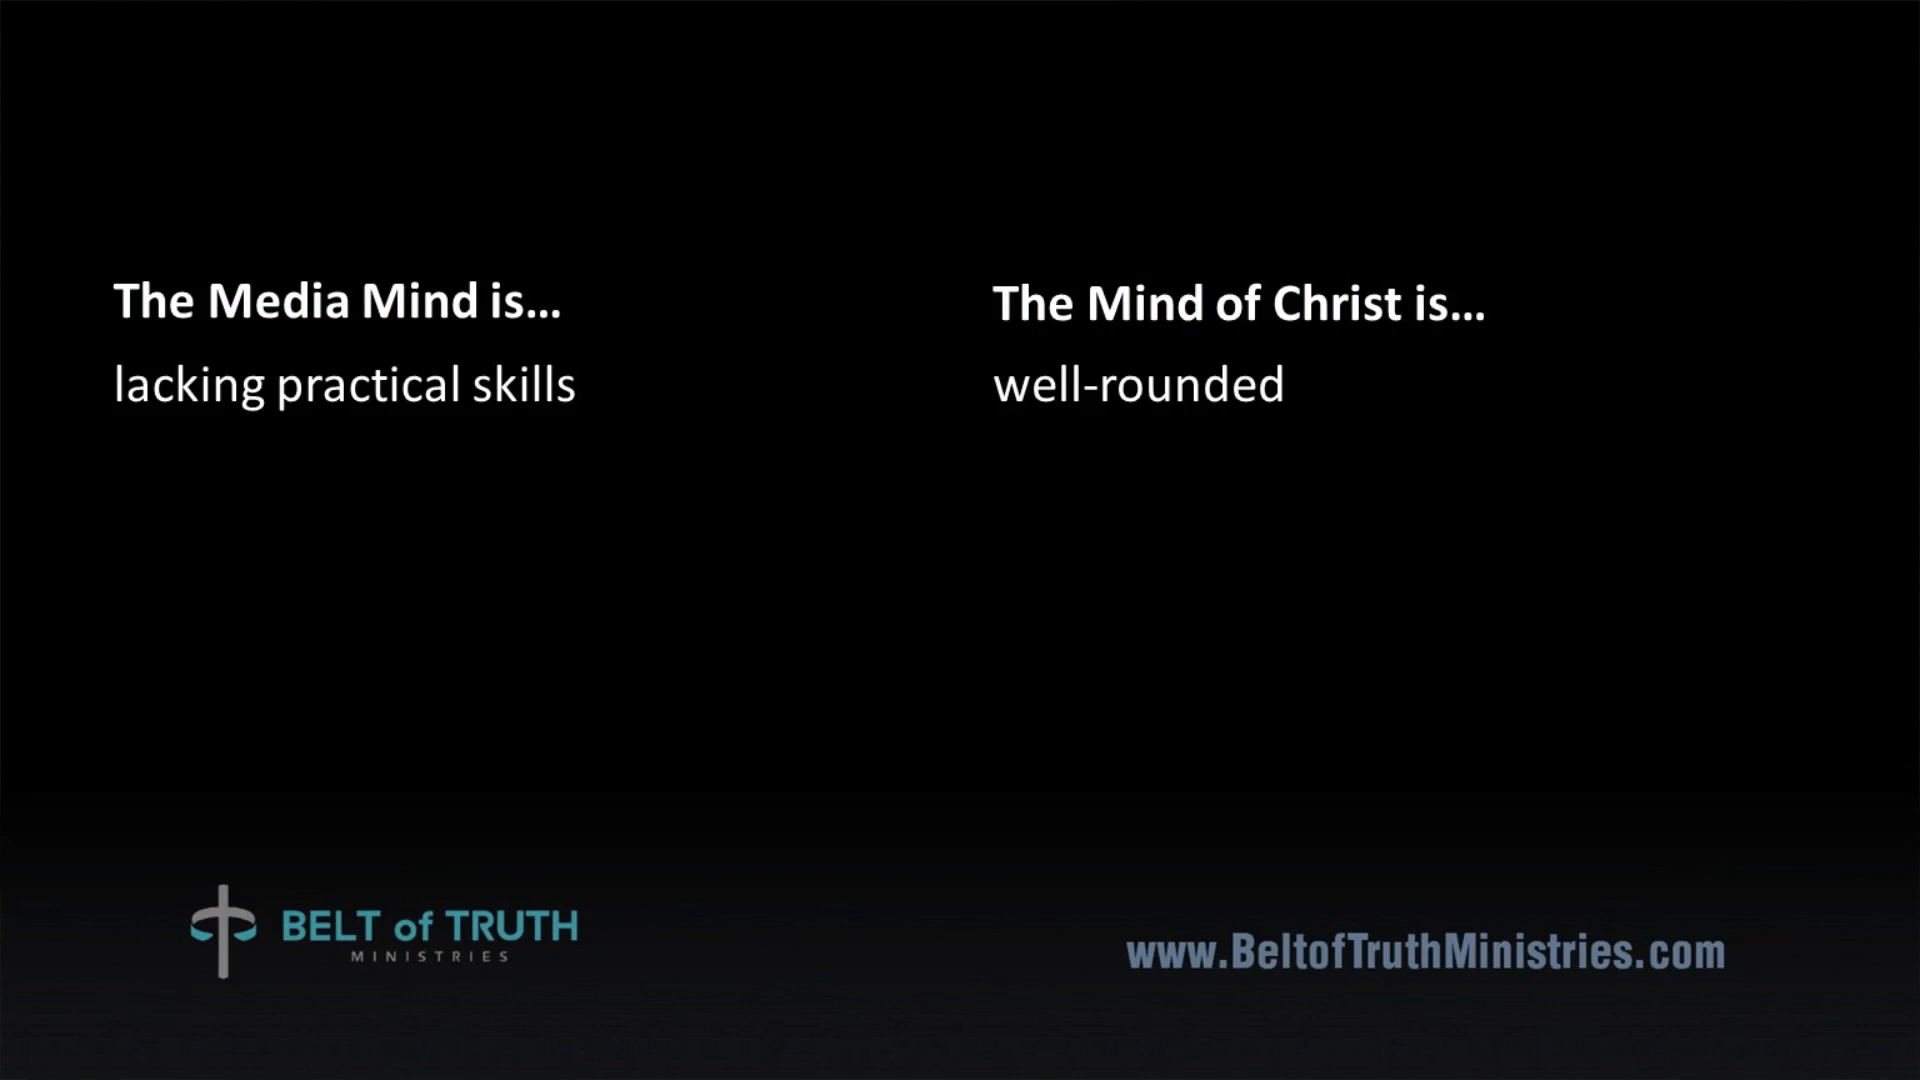 The Media Mind is...
lacking practical skills
The Mind of Christ is...
well-rounded
BELT of TRUTH
MINISTRIES
www.BeltofTruthMinistries.com